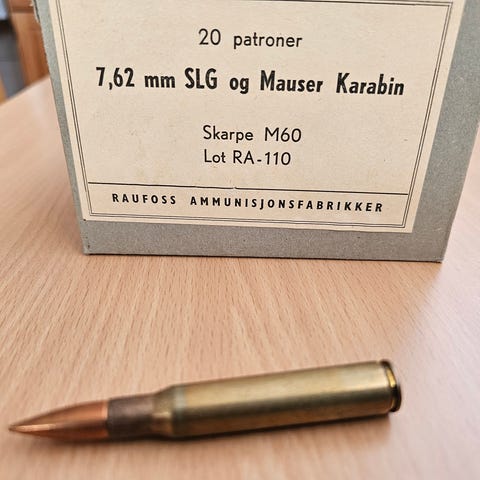 20 patroner
7,62 mm SLG og Mauser Karabin
Skarpe M60
Lot RA-110
RAUFOSS AMMUNISJONSFABRIKKER